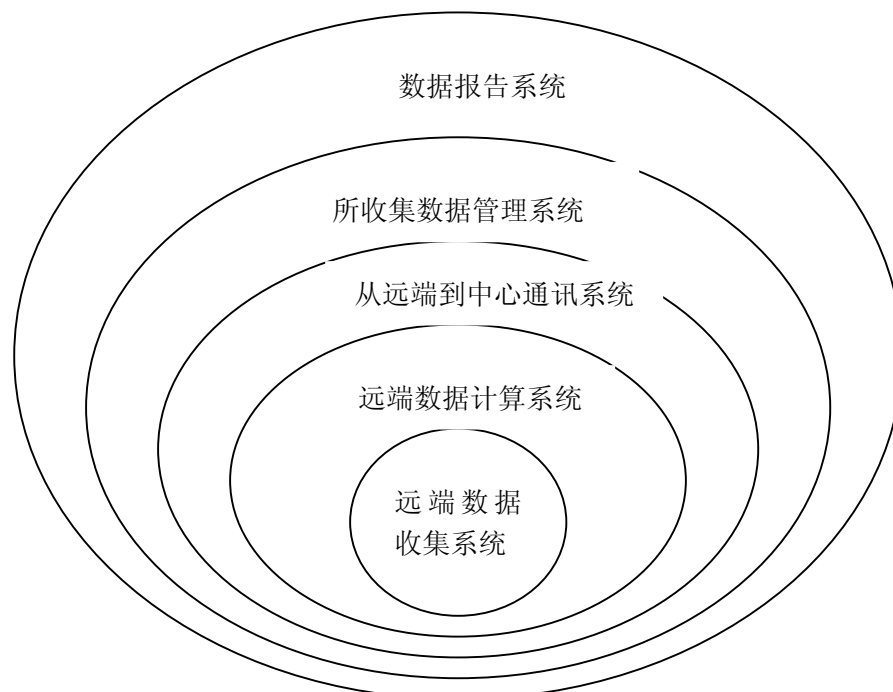 数据报告系统
所收集数据管理系统
从远端到中心通讯系统
远端数据计算系统
远端数据
收集系统